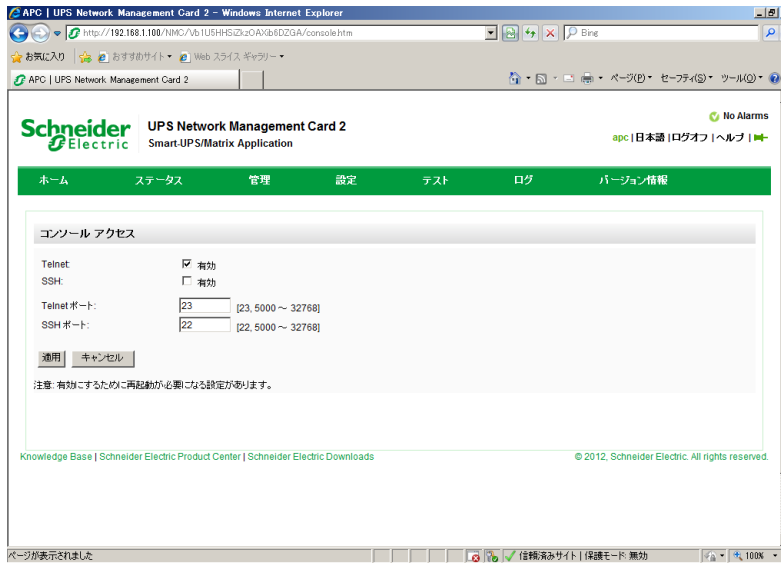 APC | UPS Network Management Card 2 - Windows Internet Explorer
http://192.168.1.100/NMC/Vb1U5HHSiZkzOAXib6DZGA/console.htm
Bing
お気に入り おすすめサイト Web スライス ギャラリー
APC | UPS Network Management Card 2
ページ(P) セーフティ(S) ツール(O)
No Alarms
Schneider Electric
UPS Network Management Card 2
Smart-UPS/Matrix Application
apc | 日本語 | ログオフ | ヘルプ |
ホーム ステータス 管理 設定 テスト ログ バージョン情報
コンソール アクセス
Telnet: 有効
SSH: 有効
Telnet ポート: 23 [23, 5000 ～ 32768]
SSH ポート: 22 [22, 5000 ～ 32768]
適用 キャンセル
注意: 有効にするために再起動が必要になる設定があります。
Knowledge Base | Schneider Electric Product Center | Schneider Electric Downloads
© 2012, Schneider Electric. All rights reserved.
ページが表示されました
信頼済みサイト | 保護モード: 無効
100%